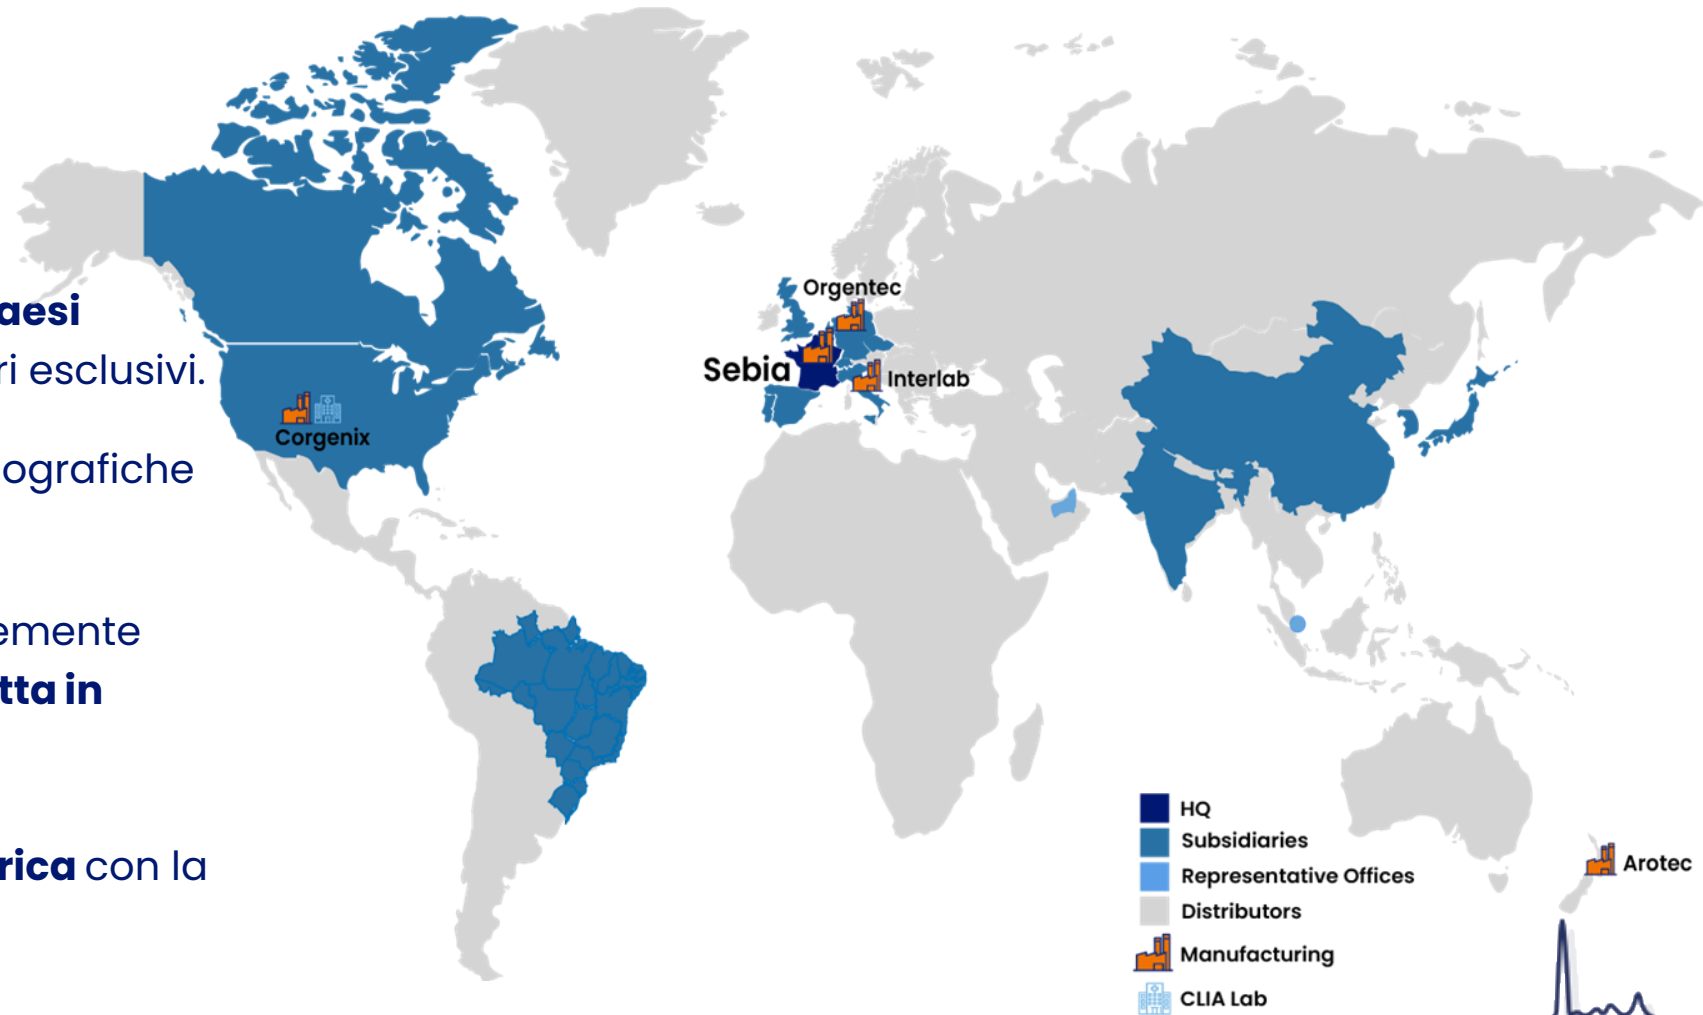 aesi
ri esclusivi.
ografiche
emente
tta in
rica con la
Orgentec
Sebia
Interlab
Corgenix
Arotec
HQ
Subsidiaries
Representative Offices
Distributors
Manufacturing
CLIA Lab